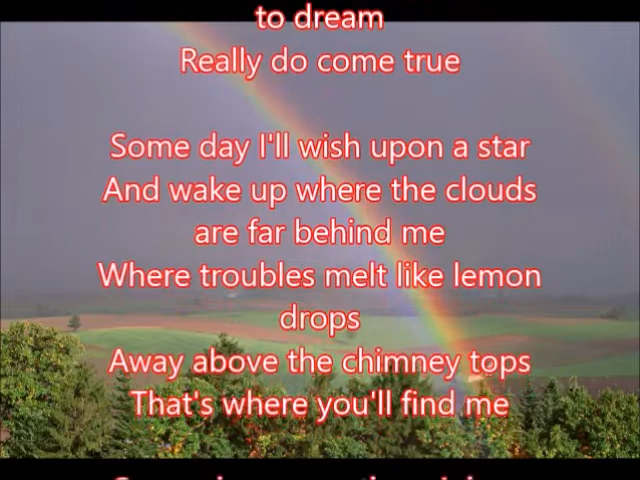 to dream
Really do come true
Some day I'll wish upon a star
And wake up where the clouds
are far behind me
Where troubles melt like lemon
drops
Away above the chimney tops
That's where you'll find me